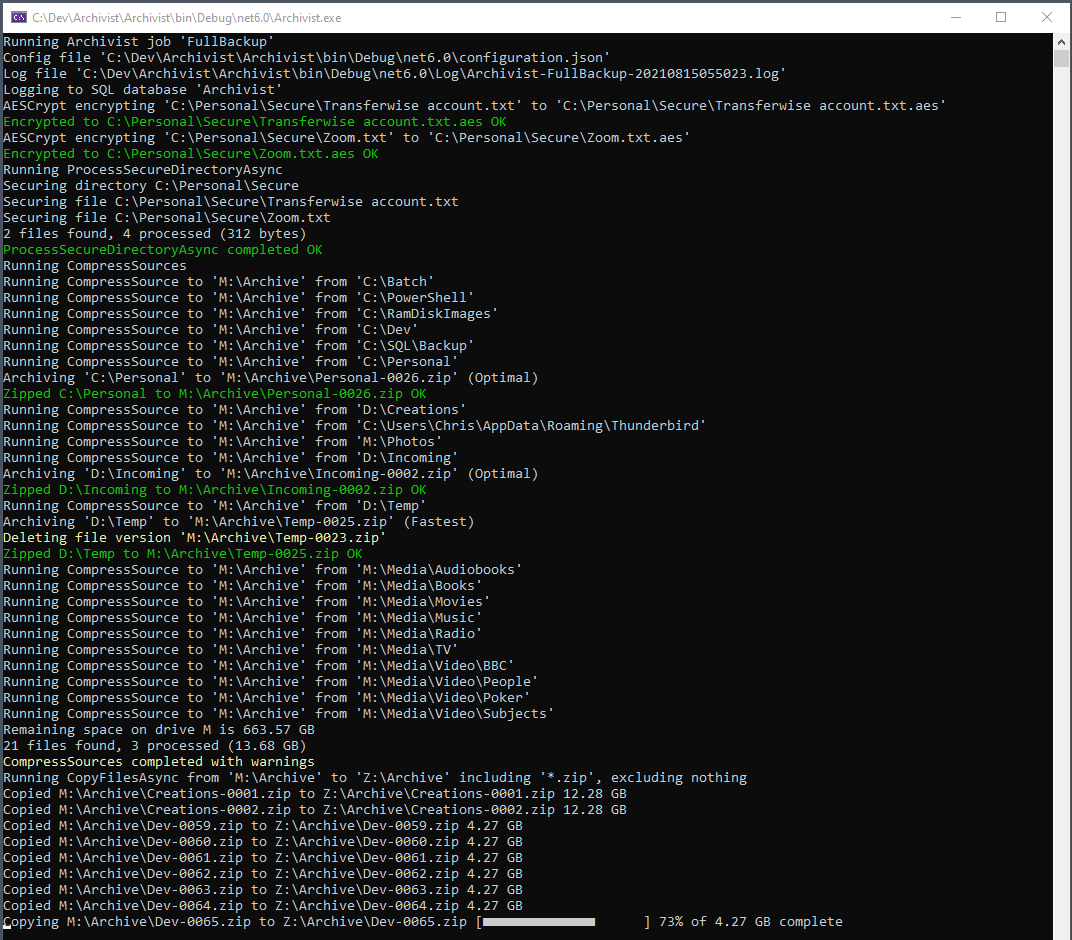 C:\Dev\Archivist\Archivist\bin\Debug\net6.0\Archivist.exe
Running Archivist job 'FullBackup'
Config file 'C:\Dev\Archivist\Archivist\bin\Debug\net6.0\configuration.json'
Log file 'C:\Dev\Archivist\Archivist\bin\Debug\net6.0\Log\Archivist-FullBackup-20210815055023.log'
Logging to SQL database 'Archivist'
AESCrypt encrypting 'C:\Personal\Secure\Transferwise account.txt' to 'C:\Personal\Secure\Transferwise account.txt.aes'
Encrypted to C:\Personal\Secure\Transferwise account.txt.aes OK
AESCrypt encrypting 'C:\Personal\Secure\Zoom.txt' to 'C:\Personal\Secure\Zoom.txt.aes'
Encrypted to C:\Personal\Secure\Zoom.txt.aes OK
Running ProcessSecureDirectoryAsync
Securing directory C:\Personal\Secure
Securing file C:\Personal\Secure\Transferwise account.txt
Securing file C:\Personal\Secure\Zoom.txt
2 files found, 4 processed (312 bytes)
ProcessSecureDirectoryAsync completed OK
Running CompressSources
Running CompressSource to 'M:\Archive' from 'C:\Batch'
Running CompressSource to 'M:\Archive' from 'C:\PowerShell'
Running CompressSource to 'M:\Archive' from 'C:\RamDiskImages'
Running CompressSource to 'M:\Archive' from 'C:\Dev'
Running CompressSource to 'M:\Archive' from 'C:\SQL\Backup'
Running CompressSource to 'M:\Archive' from 'C:\Personal'
Archiving 'C:\Personal' to 'M:\Archive\Personal-0026.zip' (Optimal)
Zipped C:\Personal to M:\Archive\Personal-0026.zip OK
Running CompressSource to 'M:\Archive' from 'D:\Creations'
Running CompressSource to 'M:\Archive' from 'C:\Users\Chris\AppData\Roaming\Thunderbird'
Running CompressSource to 'M:\Archive' from 'M:\Photos'
Running CompressSource to 'M:\Archive' from 'D:\Incoming'
Archiving 'D:\Incoming' to 'M:\Archive\Incoming-0002.zip' (Optimal)
Zipped D:\Incoming to M:\Archive\Incoming-0002.zip OK
Running CompressSource to 'M:\Archive' from 'D:\Temp'
Archiving 'D:\Temp' to 'M:\Archive\Temp-0025.zip' (Fastest)
Deleting file version 'M:\Archive\Temp-0023.zip'
Zipped D:\Temp to M:\Archive\Temp-0025.zip OK
Running CompressSource to 'M:\Archive' from 'M:\Media\Audiobooks'
Running CompressSource to 'M:\Archive' from 'M:\Media\Books'
Running CompressSource to 'M:\Archive' from 'M:\Media\Movies'
Running CompressSource to 'M:\Archive' from 'M:\Media\Music'
Running CompressSource to 'M:\Archive' from 'M:\Media\Radio'
Running CompressSource to 'M:\Archive' from 'M:\Media\TV'
Running CompressSource to 'M:\Archive' from 'M:\Media\Video\BBC'
Running CompressSource to 'M:\Archive' from 'M:\Media\Video\People'
Running CompressSource to 'M:\Archive' from 'M:\Media\Video\Poker'
Running CompressSource to 'M:\Archive' from 'M:\Media\Video\Subjects'
Remaining space on drive M is 663.57 GB
21 files found, 3 processed (13.68 GB)
CompressSources completed with warnings
Running CopyFilesAsync from 'M:\Archive' to 'Z:\Archive' including '*.zip', excluding nothing
Copied M:\Archive\Creations-0001.zip to Z:\Archive\Creations-0001.zip 12.28 GB
Copied M:\Archive\Creations-0002.zip to Z:\Archive\Creations-0002.zip 12.28 GB
Copied M:\Archive\Dev-0059.zip to Z:\Archive\Dev-0059.zip 4.27 GB
Copied M:\Archive\Dev-0060.zip to Z:\Archive\Dev-0060.zip 4.27 GB
Copied M:\Archive\Dev-0061.zip to Z:\Archive\Dev-0061.zip 4.27 GB
Copied M:\Archive\Dev-0062.zip to Z:\Archive\Dev-0062.zip 4.27 GB
Copied M:\Archive\Dev-0063.zip to Z:\Archive\Dev-0063.zip 4.27 GB
Copied M:\Archive\Dev-0064.zip to Z:\Archive\Dev-0064.zip 4.27 GB
Copying M:\Archive\Dev-0065.zip to Z:\Archive\Dev-0065.zip [ ] 73% of 4.27 GB complete